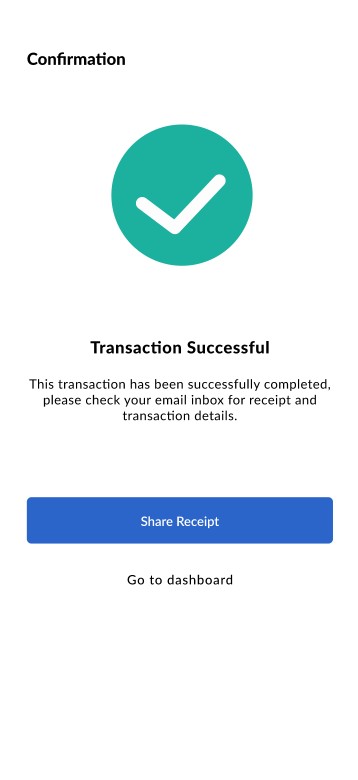 Confirmation
Transaction Successful
This transaction has been successfully completed,
please check your email inbox for receipt and
transaction details.
Share Receipt
Go to dashboard